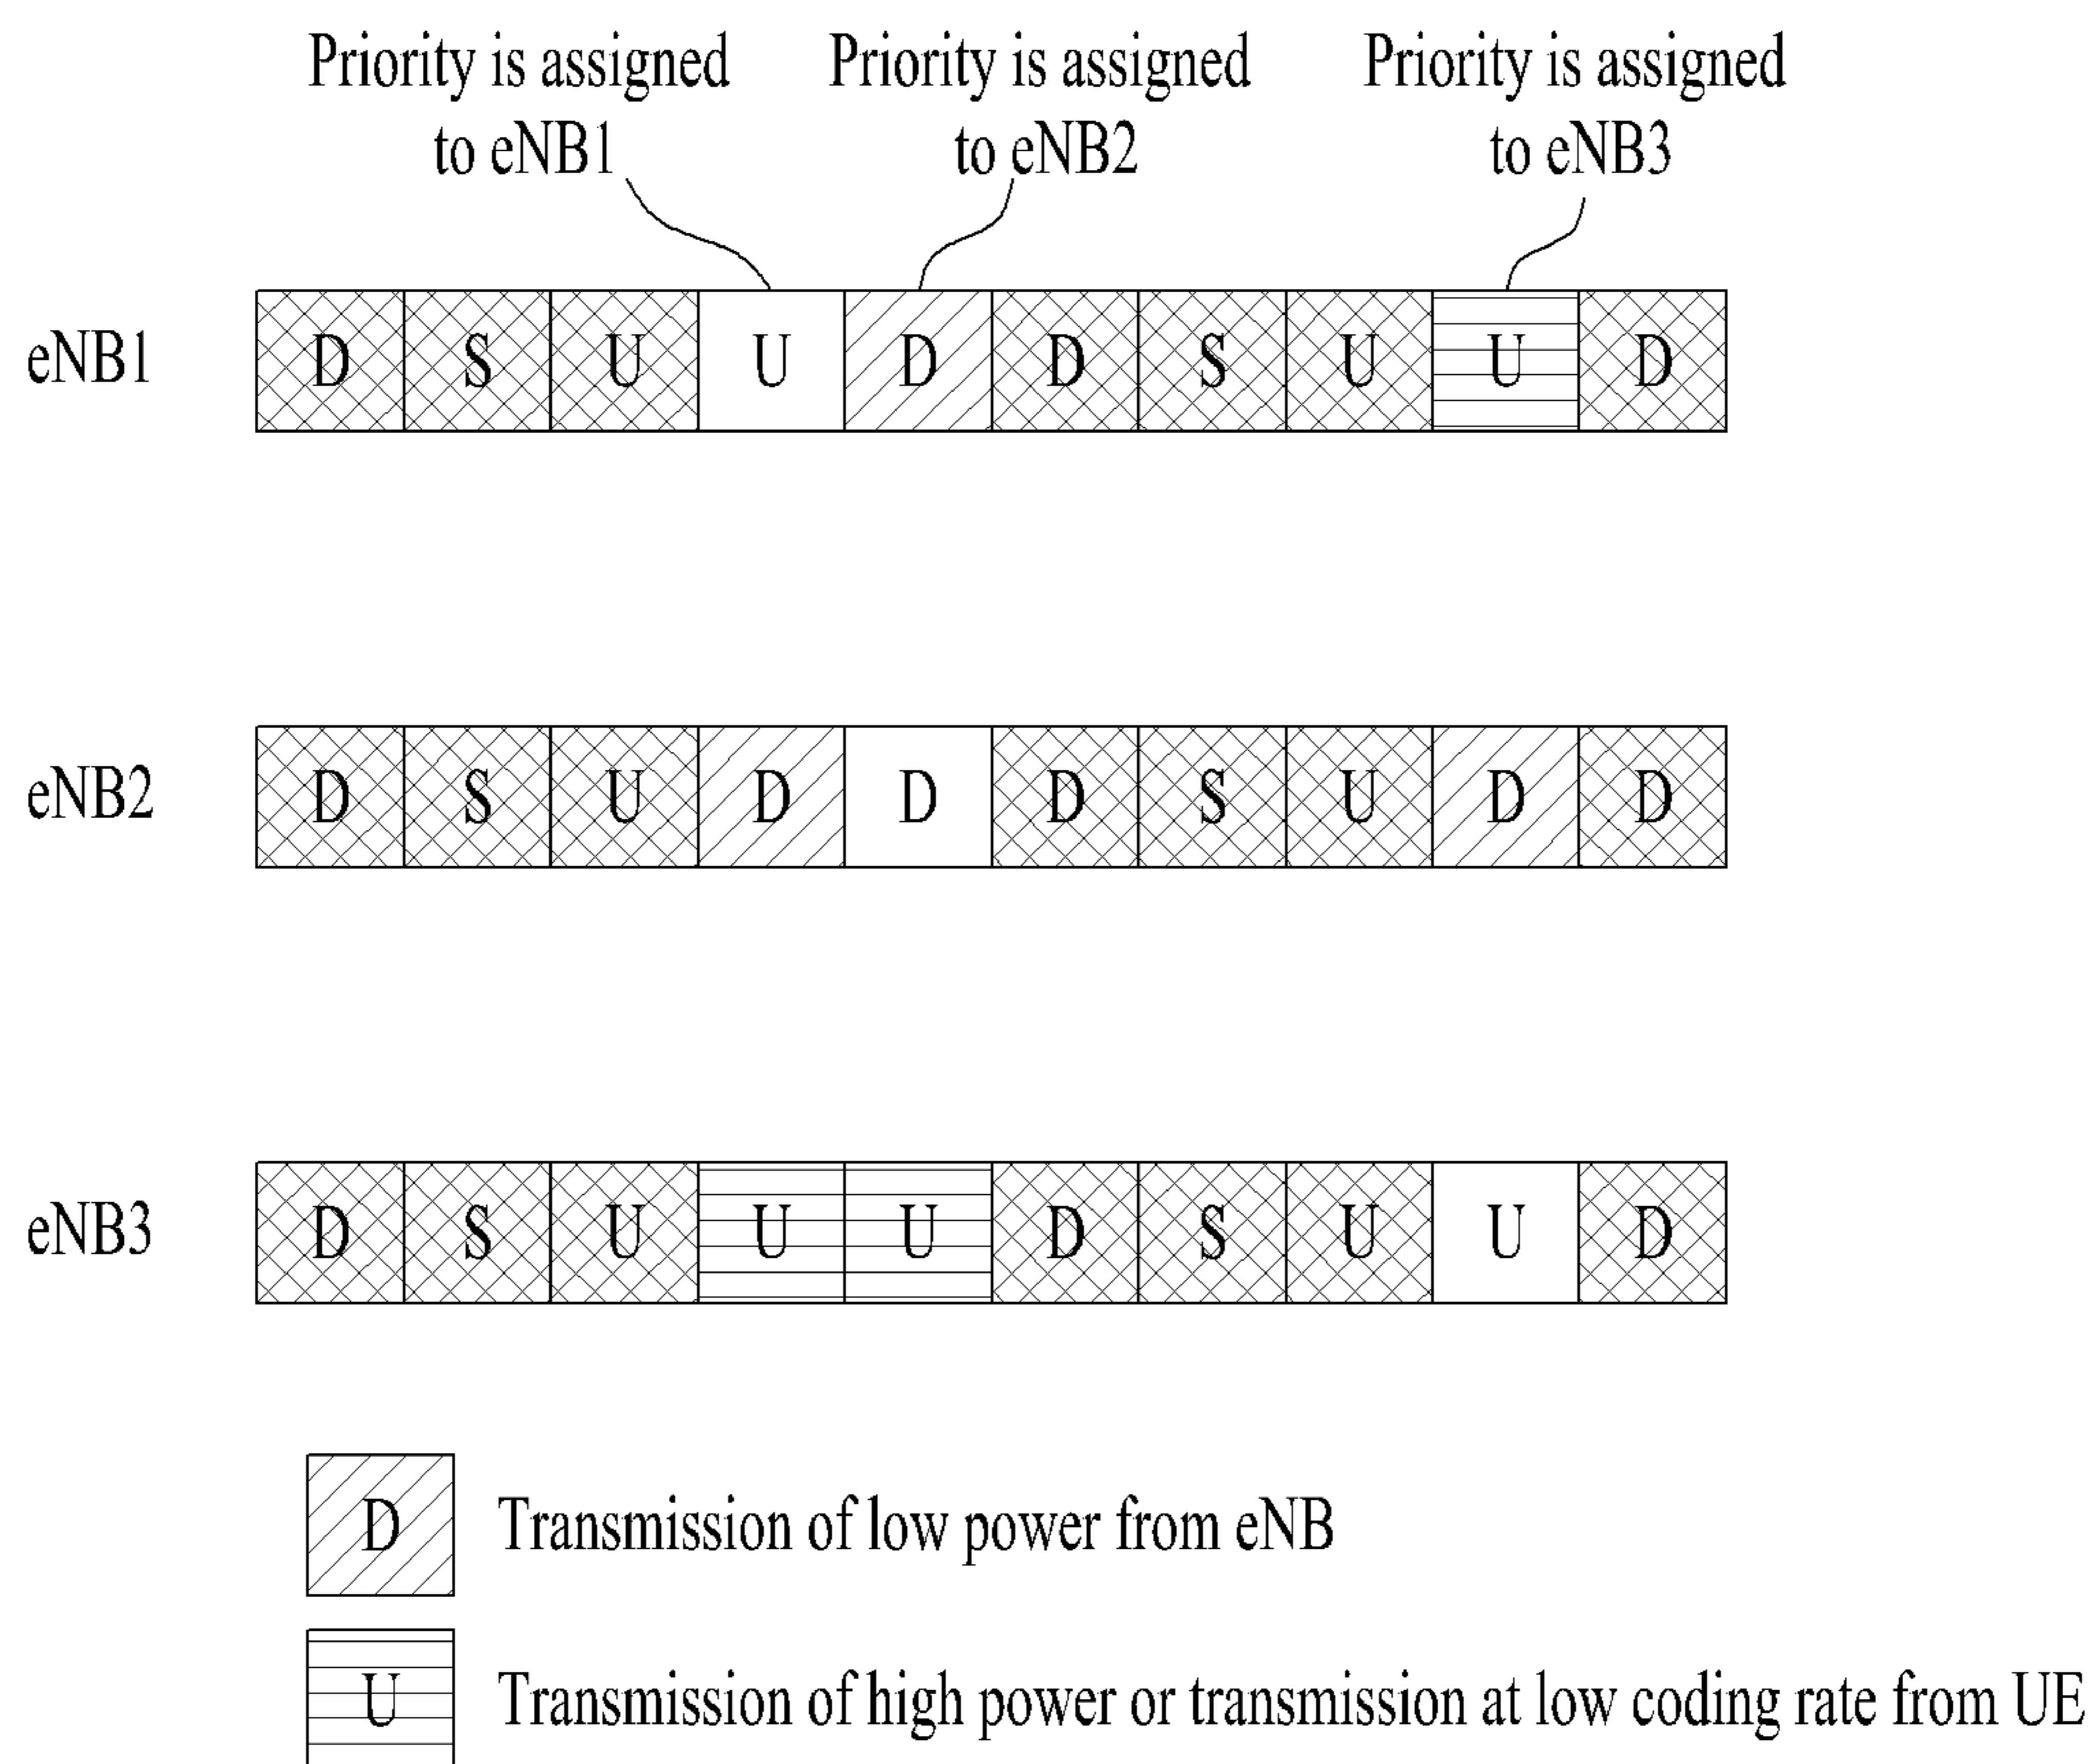 Priority is assigned to eNB1
Priority is assigned to eNB2
Priority is assigned to eNB3
eNB1 D S U U D D S U U D
eNB2 D S U D D D S U D D
eNB3 D S U U U D S U U D
D Transmission of low power from eNB
U Transmission of high power or transmission at low coding rate from UE